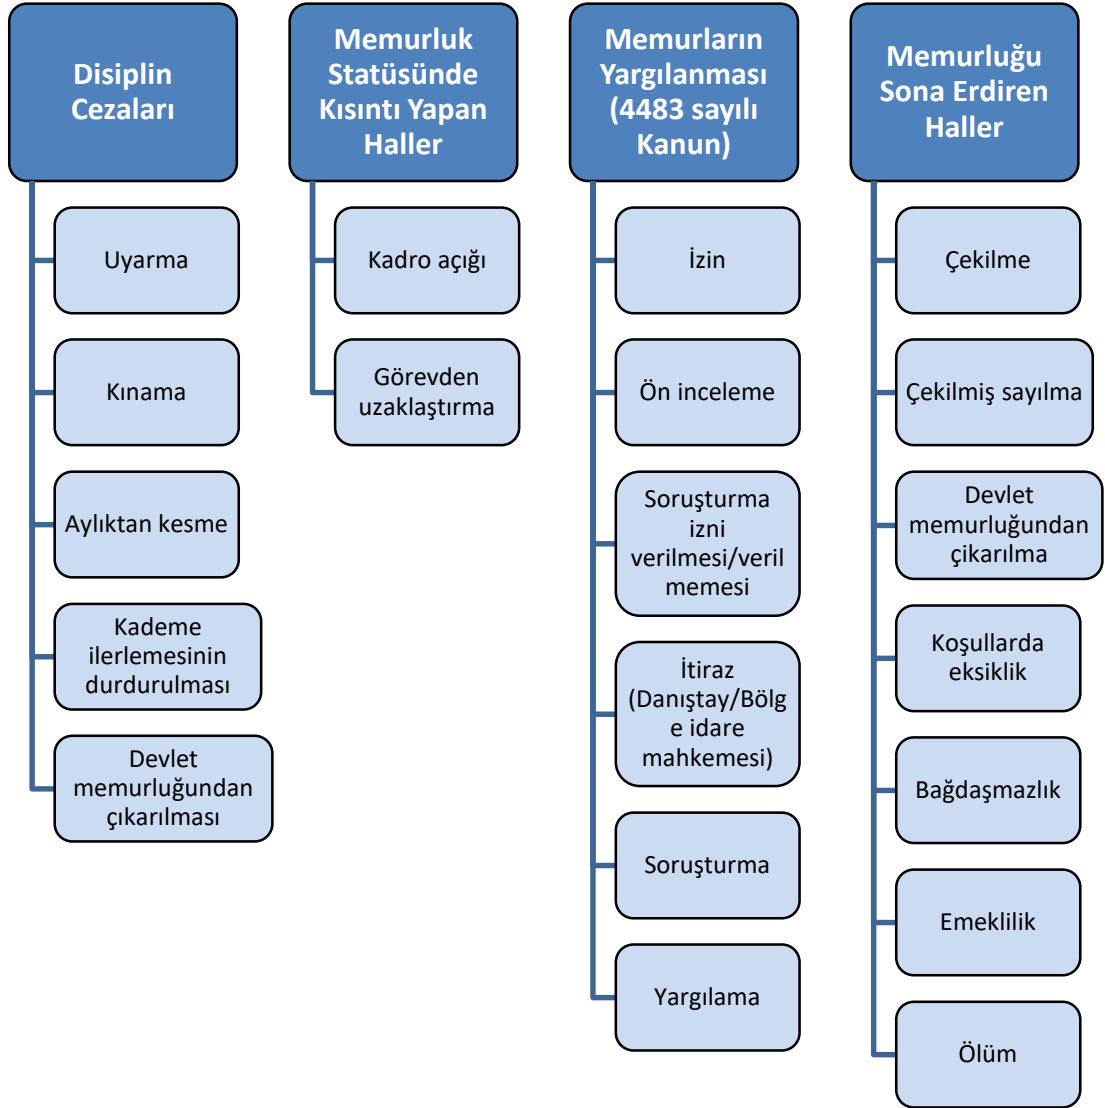 Disiplin
Cezaları
Uyarma
Kınama
Aylıktan kesme
Kademe
ilerlemesinin
durdurulması
Devlet
memurluğundan
çıkarılması
Memurluk
Statüsünde
Kısıntı Yapan
Haller
Kadro açığı
Görevden
uzaklaştırma
Memurların
Yargılanması
(4483 sayılı
Kanun)
İzin
Ön inceleme
Soruşturma
izni
verilmesi/veril
memesi
İtiraz
(Danıştay/Bölg
e idare
mahkemesi)
Soruşturma
Yargılama
Memurluğu
Sona Erdiren
Haller
Çekilme
Çekilmiş sayılma
Devlet
memurluğundan
çikarılma
Koşullarda
eksiklik
Bağdaşmazlık
Emeklilik
Ölüm